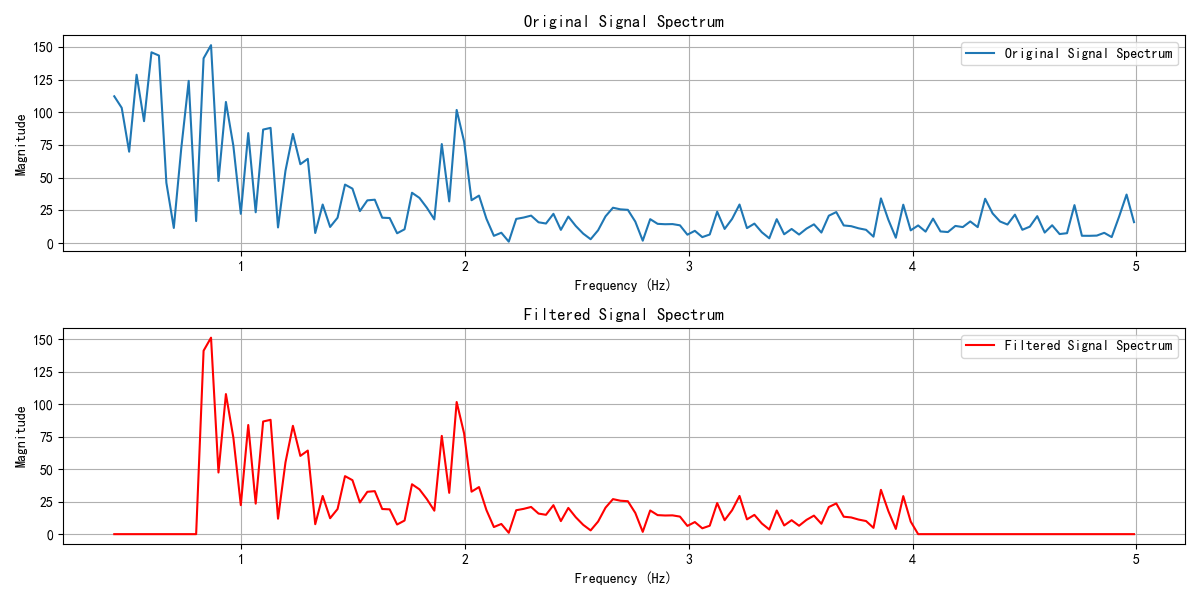 Original Signal Spectrum
Original Signal Spectrum
Magnitude
150
125
100
75
50
25
0
1 2 3 4 5
Frequency (Hz)
Filtered Signal Spectrum
Filtered Signal Spectrum
Magnitude
150
125
100
75
50
25
0
1 2 3 4 5
Frequency (Hz)